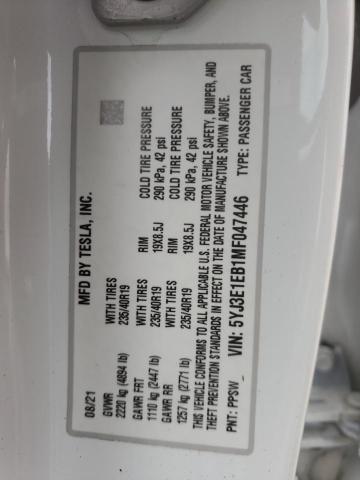 MFD BY TESLA, INC.
08/21
GVWR
2220 kg (4894 lb)
WITH TIRES
235/40R19
RIM
19X8.5J
COLD TIRE PRESSURE
290 kPa, 42 psi
GAWR FRT
1110 kg (2447 lb)
WITH TIRES
235/40R19
RIM
19X8.5J
COLD TIRE PRESSURE
290 kPa, 42 psi
GAWR RR
1257 kg (2771 lb)
THIS VEHICLE CONFORMS TO ALL APPLICABLE U.S. FEDERAL MOTOR VEHICLE SAFETY, BUMPER, AND
THEFT PREVENTION STANDARDS IN EFFECT ON THE DATE OF MANUFACTURE SHOWN ABOVE.
VIN: 5YJ3E1EB1MF047446
PNT: PPSW_
TYPE: PASSENGER CAR